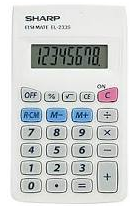 SHARP
ELSI MATE EL-233S
12345678.
ON
OFF % √ CE C
R·CM M− M+ ÷
7 8 9 ×
4 5 6 −
1 2 3 +
0 . =